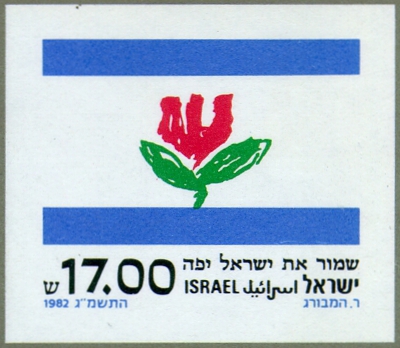 שמור את ישראל יפה
ישראל اسرائيل ISRAEL
17.00 ש
ר. המבורג
התשמ"ג 1982